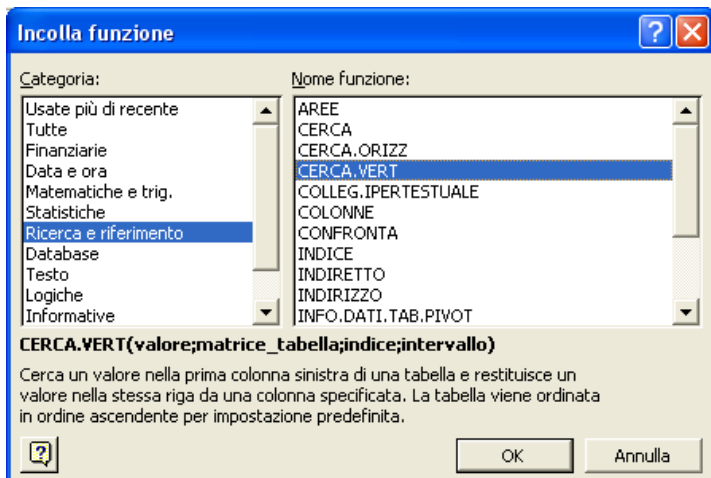 Incolla funzione
Categoria:
Nome funzione:
Usate più di recente
Tutte
Finanziarie
Data e ora
Matematiche e trig.
Statistiche
Ricerca e riferimento
Database
Testo
Logiche
Informative
AREE
CERCA
CERCA.ORIZZ
CERCA.VERT
COLLEG.IPERTESTUALE
COLONNE
CONFRONTA
INDICE
INDIRETTO
INDIRIZZO
INFO.DATI.TAB.PIVOT
CERCA.VERT(valore;matrice_tabella;indice;intervallo)
Cerca un valore nella prima colonna sinistra di una tabella e restituisce un
valore nella stessa riga da una colonna specificata. La tabella viene ordinata
in ordine ascendente per impostazione predefinita.
OK
Annulla